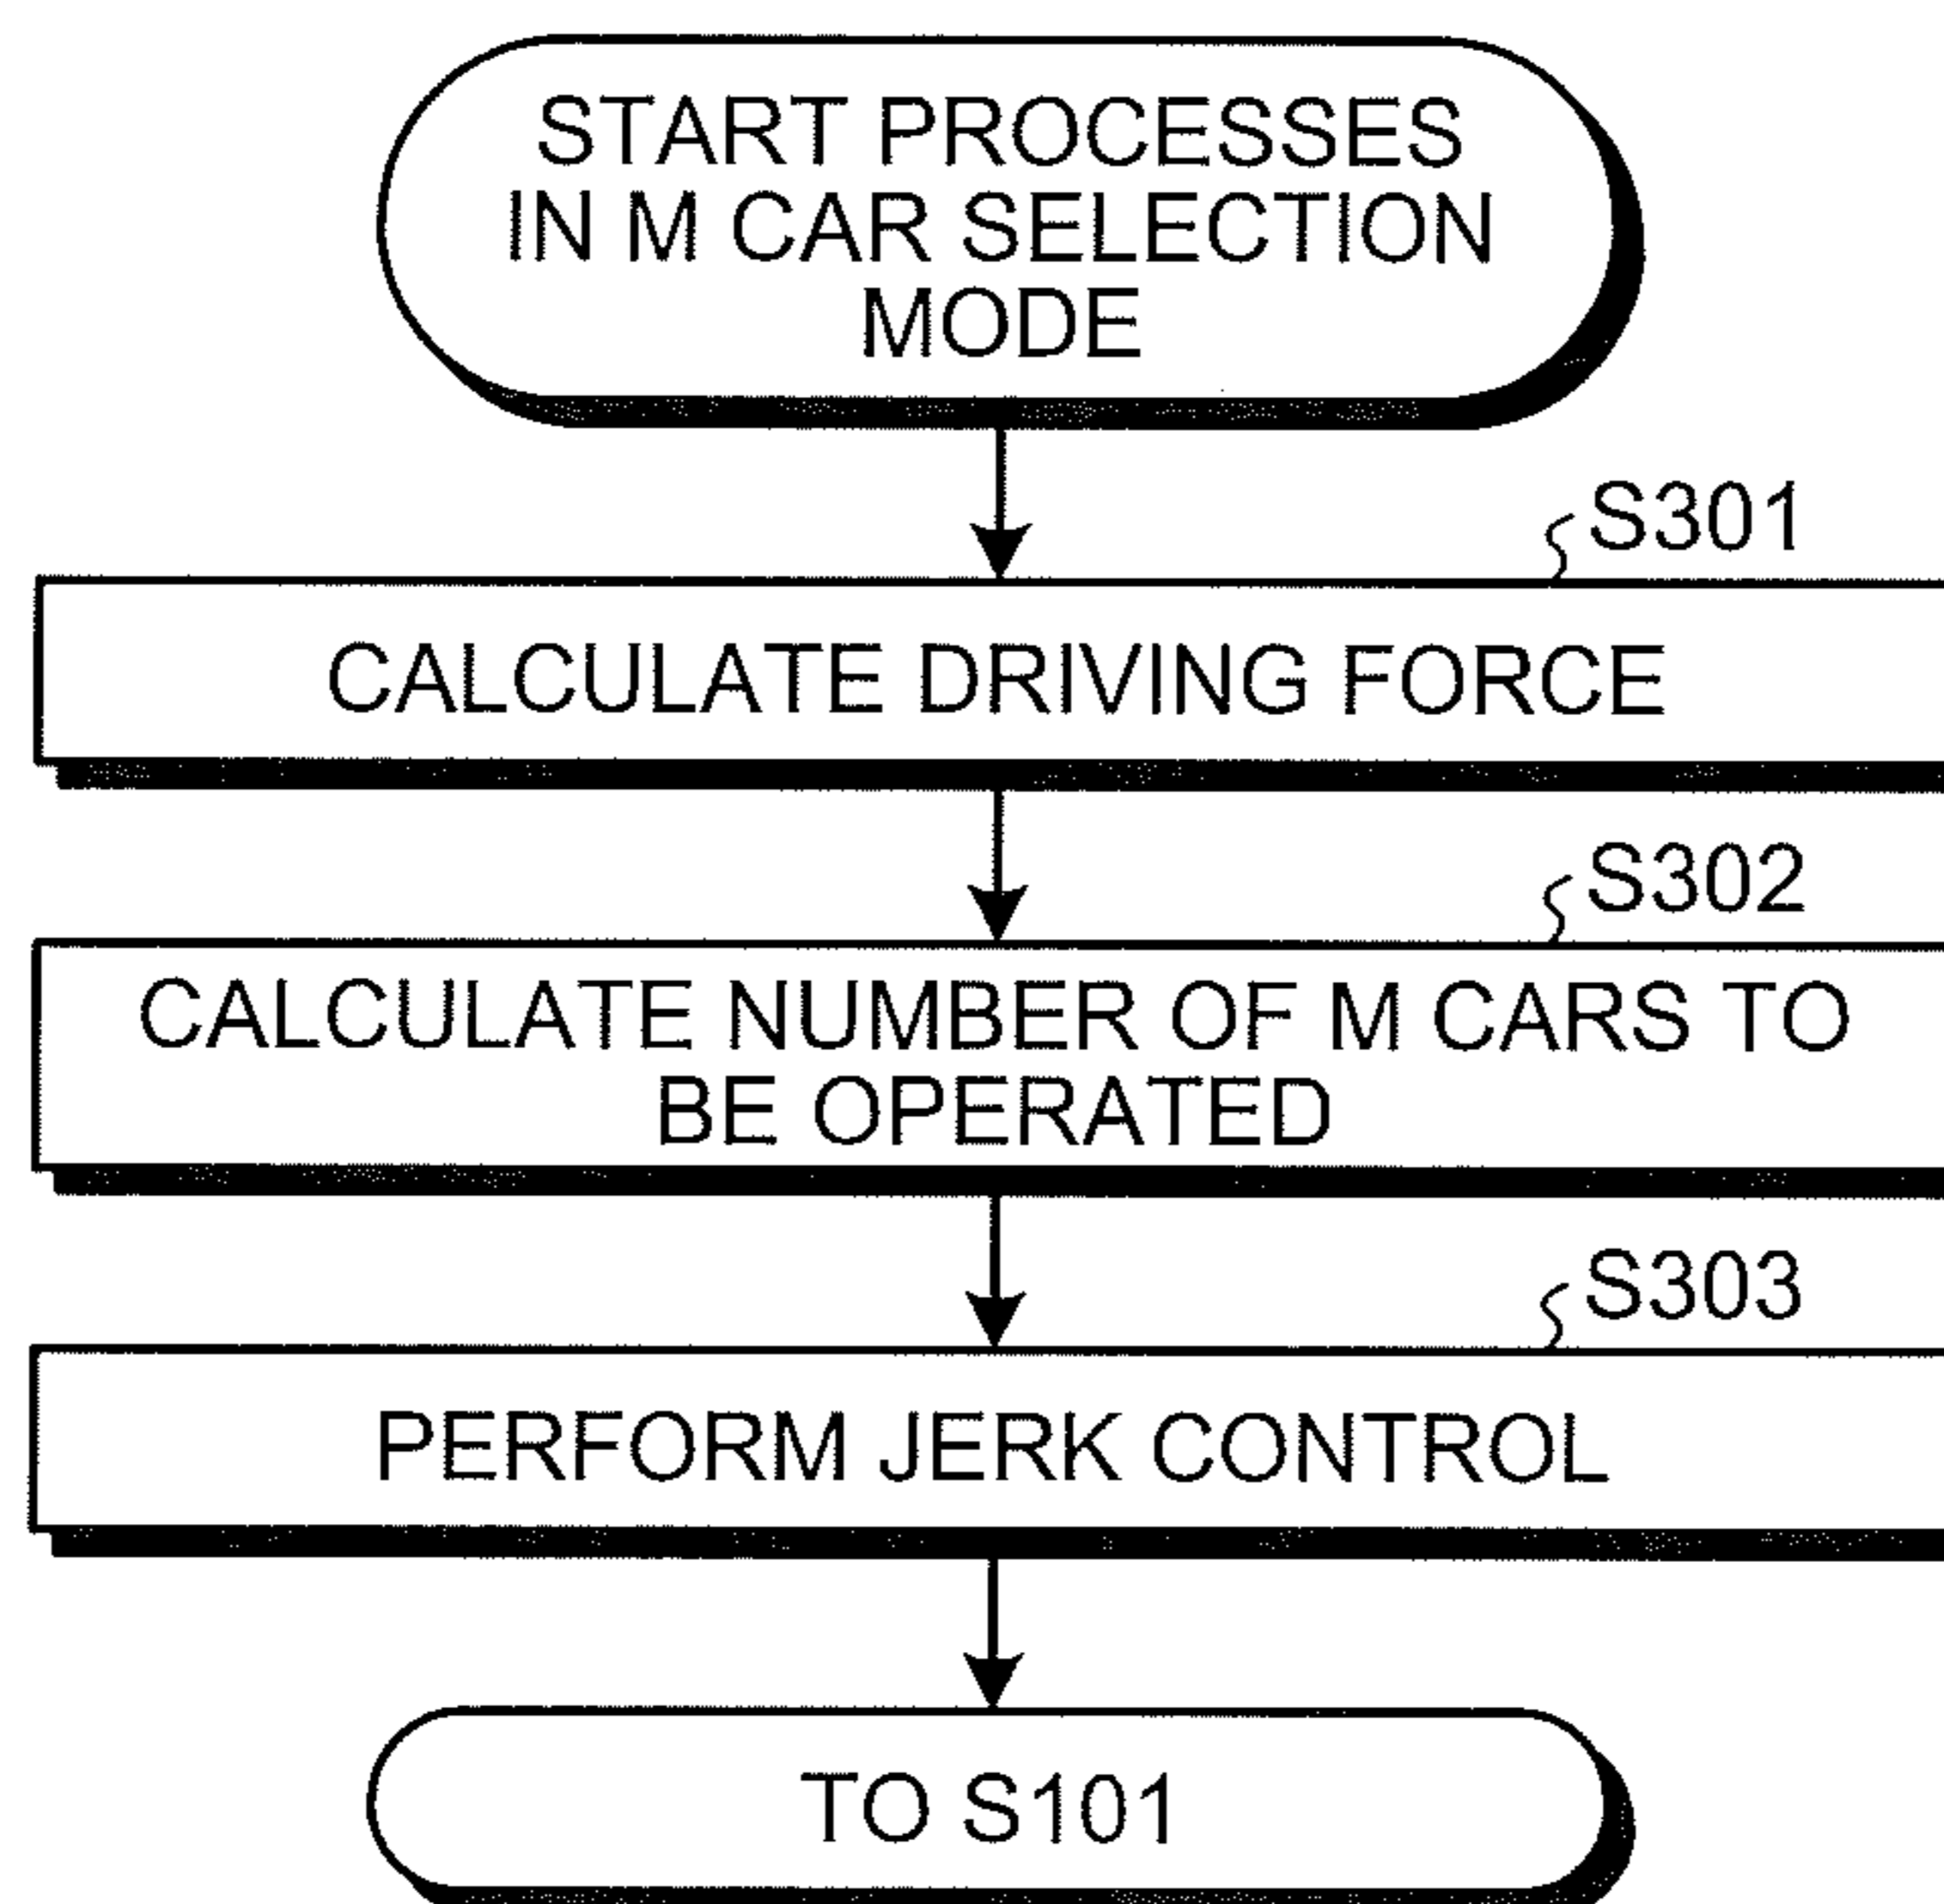 START PROCESSES
IN M CAR SELECTION
MODE
S301
CALCULATE DRIVING FORCE
S302
CALCULATE NUMBER OF M CARS TO
BE OPERATED
S303
PERFORM JERK CONTROL
TO S101